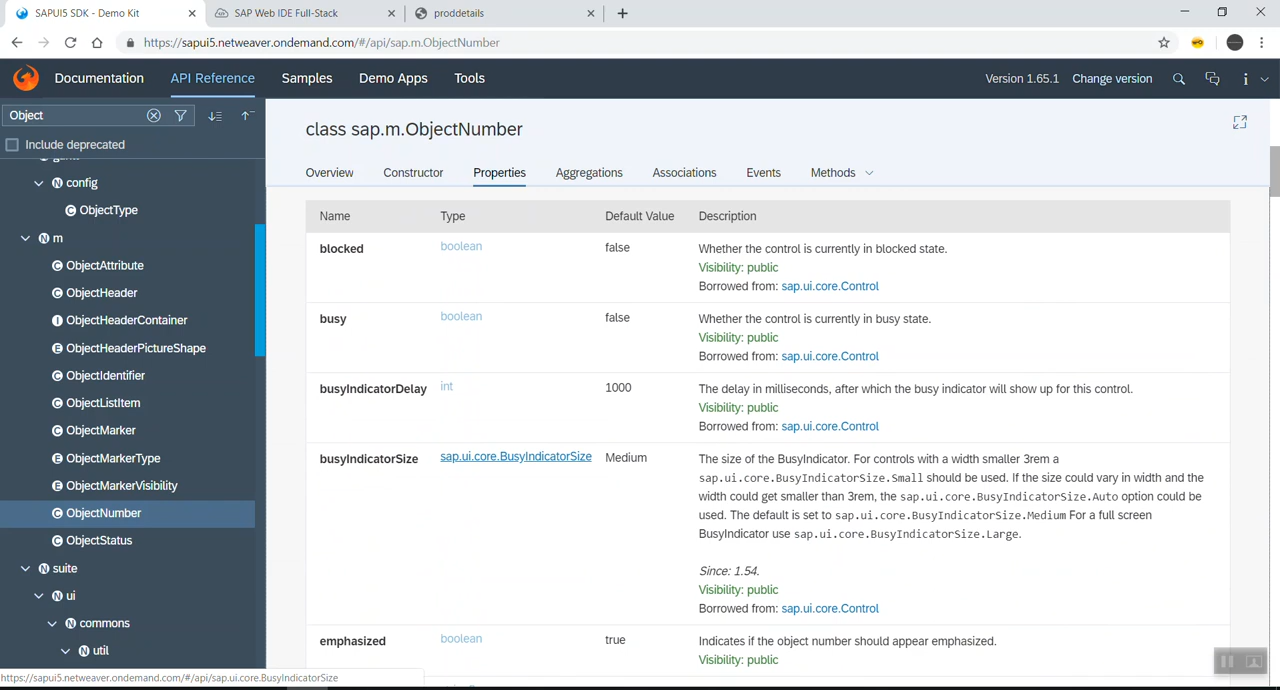 SAPUI5 SDK - Demo Kit
SAP Web IDE Full-Stack
proddetails
https://sapui5.netweaver.ondemand.com/#/api/sap.m.ObjectNumber
Documentation
API Reference
Samples
Demo Apps
Tools
Version 1.65.1
Change version
Object
Include deprecated
config
ObjectType
m
ObjectAttribute
ObjectHeader
ObjectHeaderContainer
ObjectHeaderPictureShape
ObjectIdentifier
ObjectListItem
ObjectMarker
ObjectMarkerType
ObjectMarkerVisibility
ObjectNumber
ObjectStatus
suite
ui
commons
util
https://sapui5.netweaver.ondemand.com/#/api/sap.ui.core.BusyIndicatorSize
class sap.m.ObjectNumber
Overview Constructor Properties Aggregations Associations Events Methods
Name Type Default Value Description
blocked boolean false Whether the control is currently in blocked state.
Visibility: public
Borrowed from: sap.ui.core.Control
busy boolean false Whether the control is currently in busy state.
Visibility: public
Borrowed from: sap.ui.core.Control
busyIndicatorDelay int 1000 The delay in milliseconds, after which the busy indicator will show up for this control.
Visibility: public
Borrowed from: sap.ui.core.Control
busyIndicatorSize sap.ui.core.BusyIndicatorSize Medium The size of the BusyIndicator. For controls with a width smaller 3rem a
sap.ui.core.BusyIndicatorSize.Small should be used. If the size could vary in width and the
width could get smaller than 3rem, the sap.ui.core.BusyIndicatorSize.Auto option could be
used. The default is set to sap.ui.core.BusyIndicatorSize.Medium For a full screen
BusyIndicator use sap.ui.core.BusyIndicatorSize.Large.
Since: 1.54.
Visibility: public
Borrowed from: sap.ui.core.Control
emphasized boolean true Indicates if the object number should appear emphasized.
Visibility: public